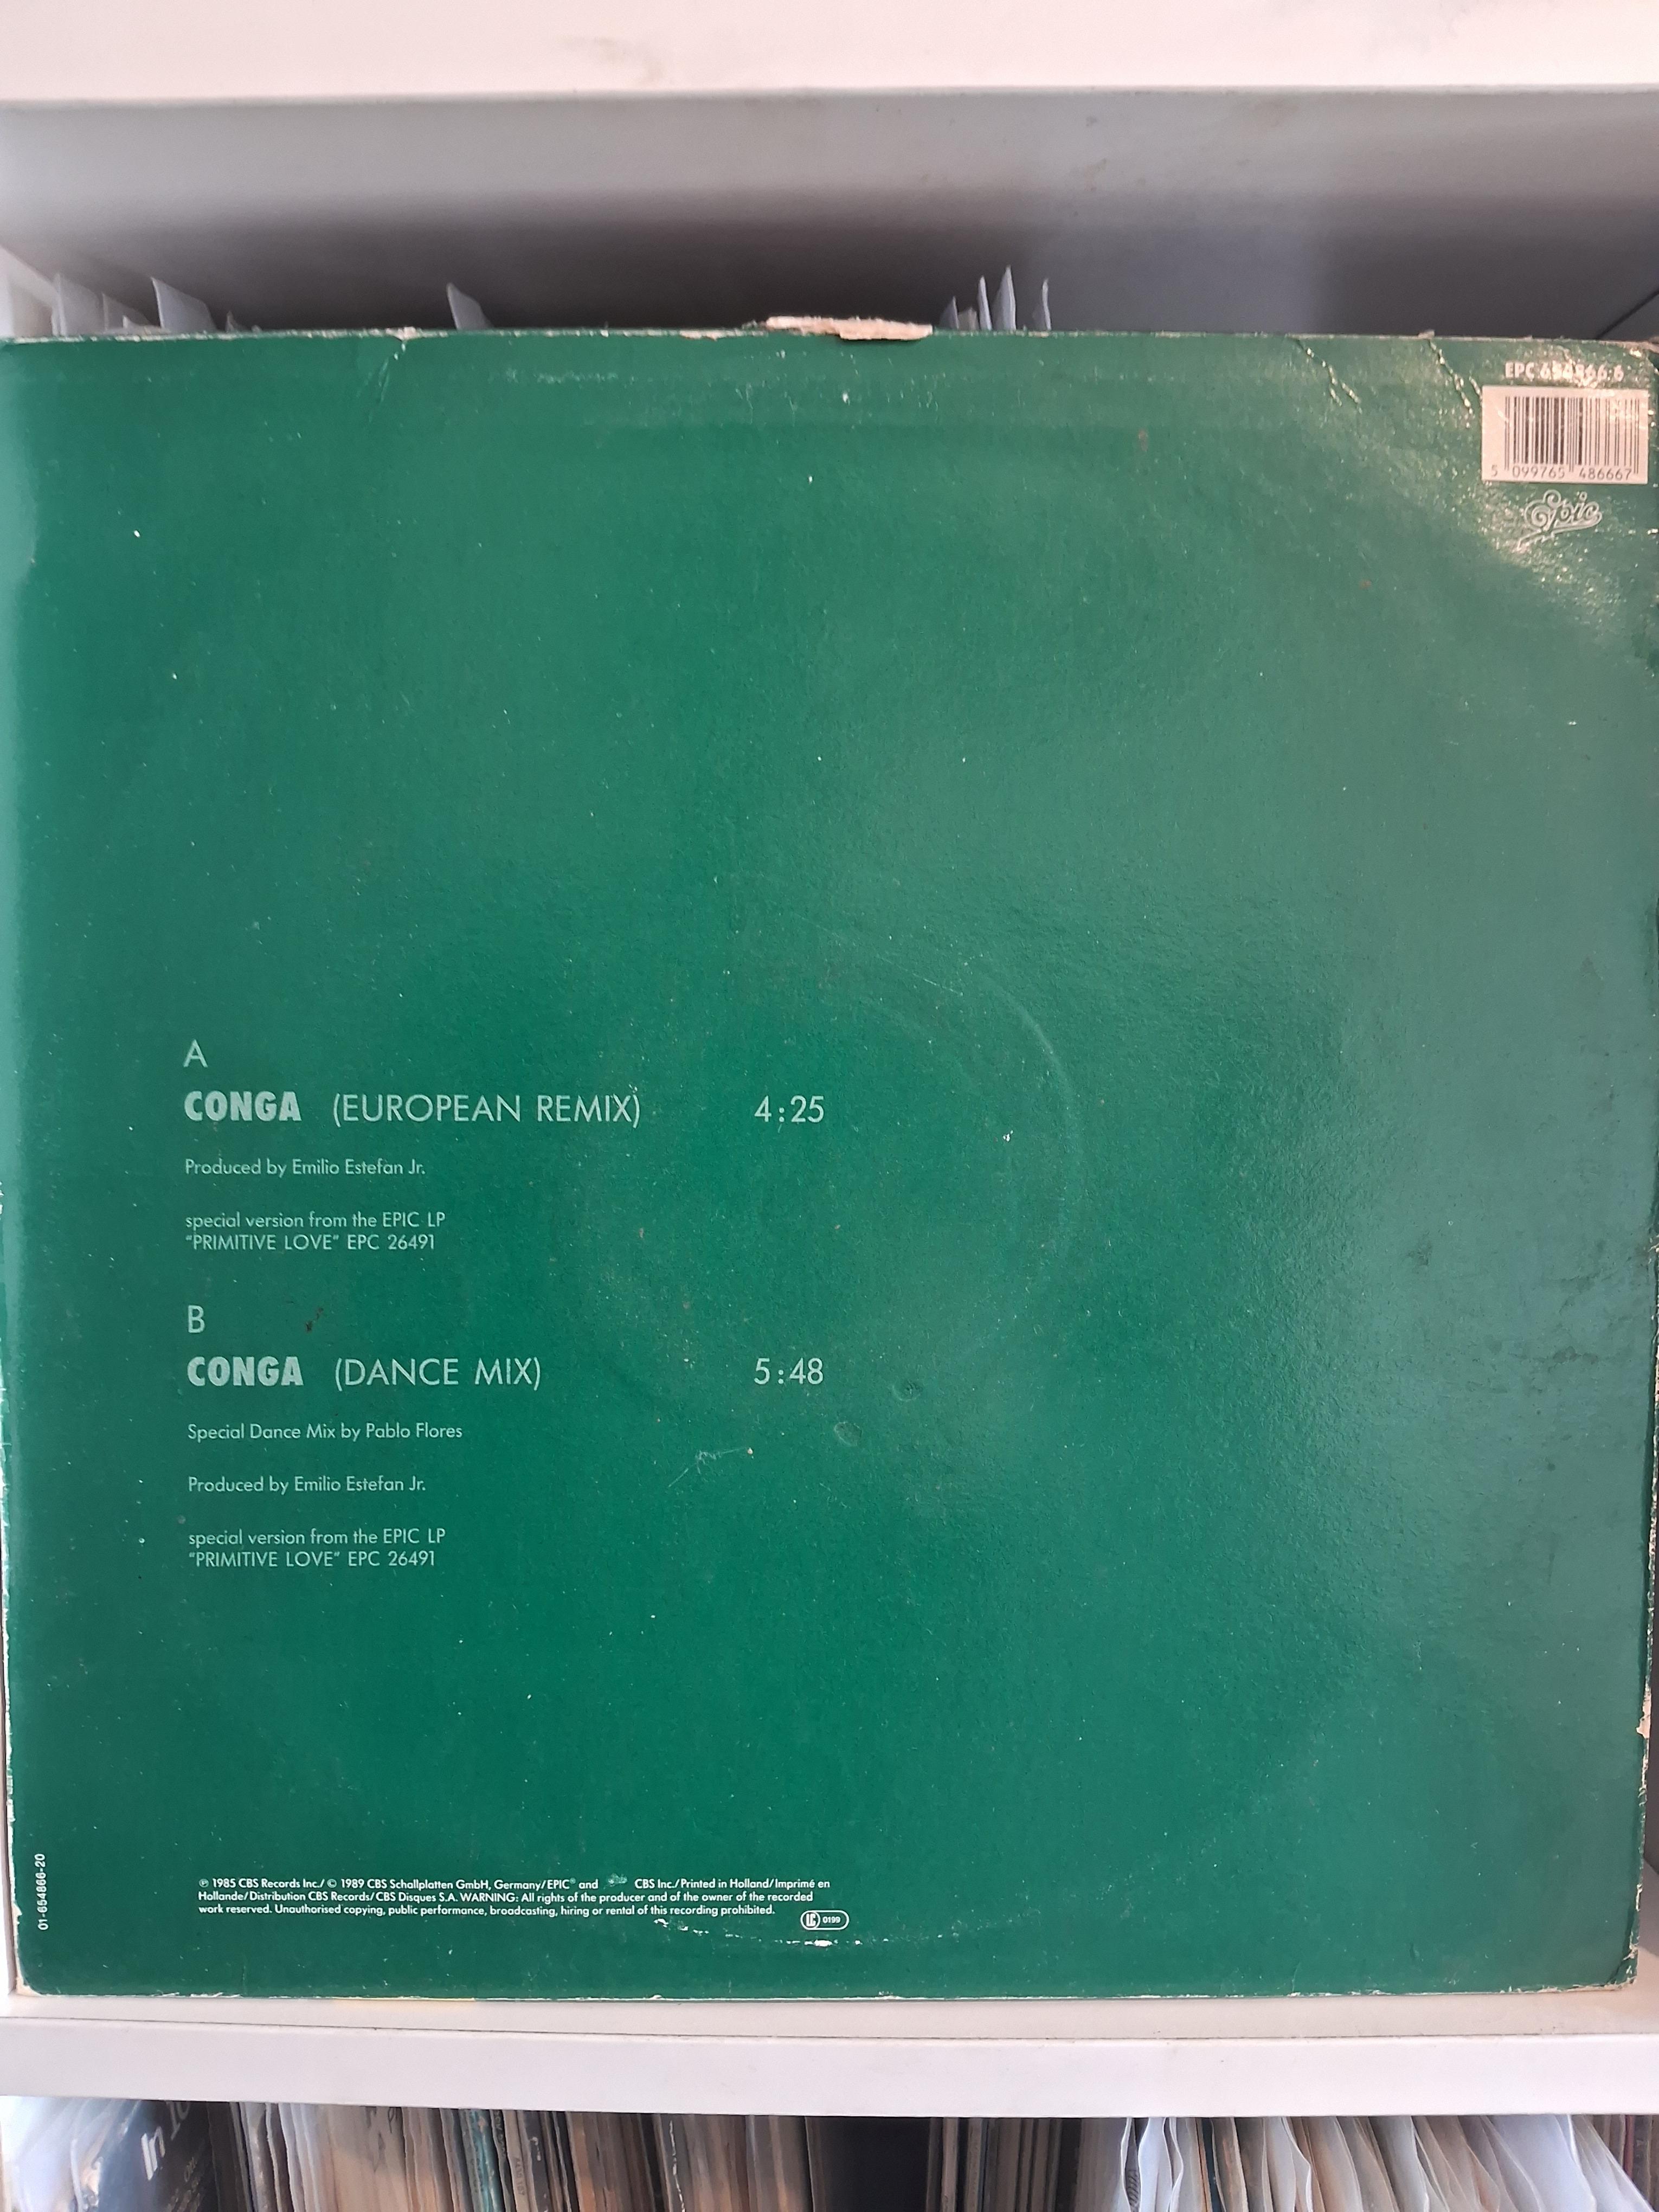 EPC 654866 6
5 099765 486667
Epic
A
CONGA (EUROPEAN REMIX) 4:25
Produced by Emilio Estefan Jr.
special version from the EPIC LP
"PRIMITIVE LOVE" EPC 26491
B
CONGA (DANCE MIX) 5:48
Special Dance Mix by Pablo Flores
Produced by Emilio Estefan Jr.
special version from the EPIC LP
"PRIMITIVE LOVE" EPC 26491
01-654866-20
℗ 1985 CBS Records Inc./ © 1989 CBS Schallplatten GmbH, Germany/EPIC® and CBS Inc./Printed in Holland/Imprimé en
Hollande/Distribution CBS Records/CBS Disques S.A. WARNING: All rights of the producer and of the owner of the recorded
work reserved. Unauthorised copying, public performance, broadcasting, hiring or rental of this recording prohibited.
LC 0199